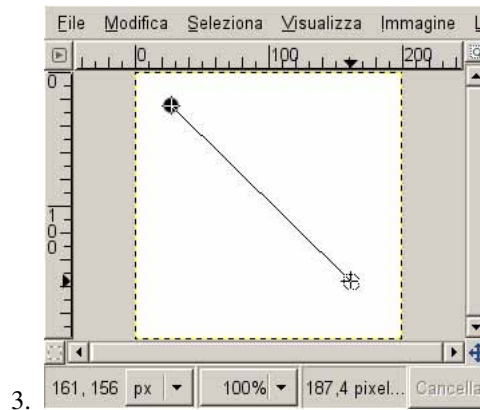 File Modifica Seleziona Visualizza Immagine
0 100 200
0
100
161, 156 px 100% 187,4 pixel... Cancella
3.